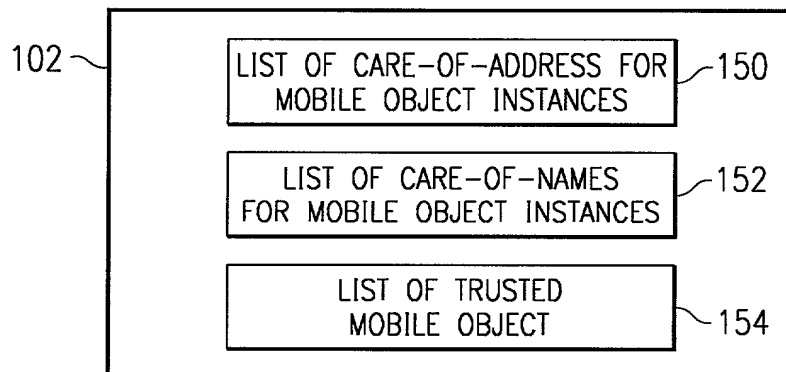 102
LIST OF CARE-OF-ADDRESS FOR
MOBILE OBJECT INSTANCES
150
LIST OF CARE-OF-NAMES
FOR MOBILE OBJECT INSTANCES
152
LIST OF TRUSTED
MOBILE OBJECT
154